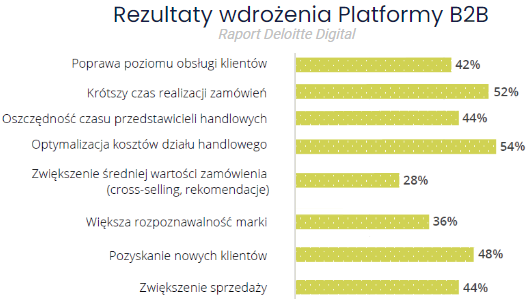 Rezultaty wdrożenia Platformy B2B
Raport Deloitte Digital
Poprawa poziomu obsługi klientów 42%
Krótszy czas realizacji zamówień 52%
Oszczędność czasu przedstawicieli handlowych 44%
Optymalizacja kosztów działu handlowego 54%
Zwiększenie średniej wartości zamówienia
(cross-selling, rekomendacje) 28%
Większa rozpoznawalność marki 36%
Pozyskanie nowych klientów 48%
Zwiększenie sprzedaży 44%